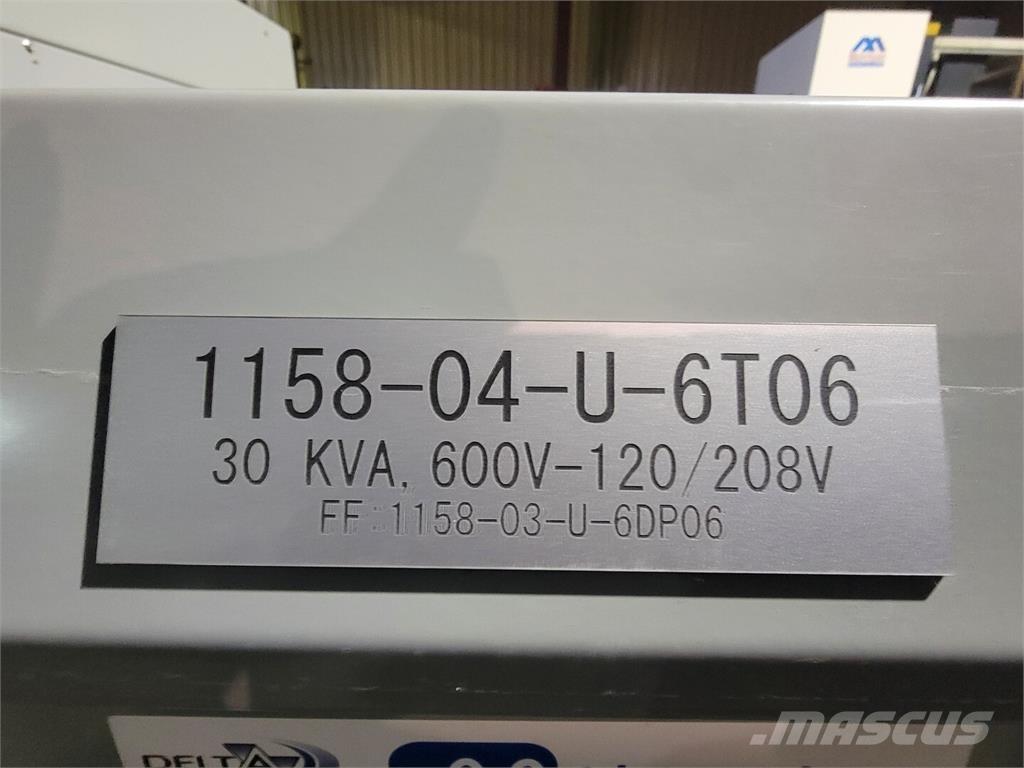 1158-04-U-6T06
30 KVA, 600V-120/208V
FF:1158-03-U-6DP06
DELTA
MASCUS